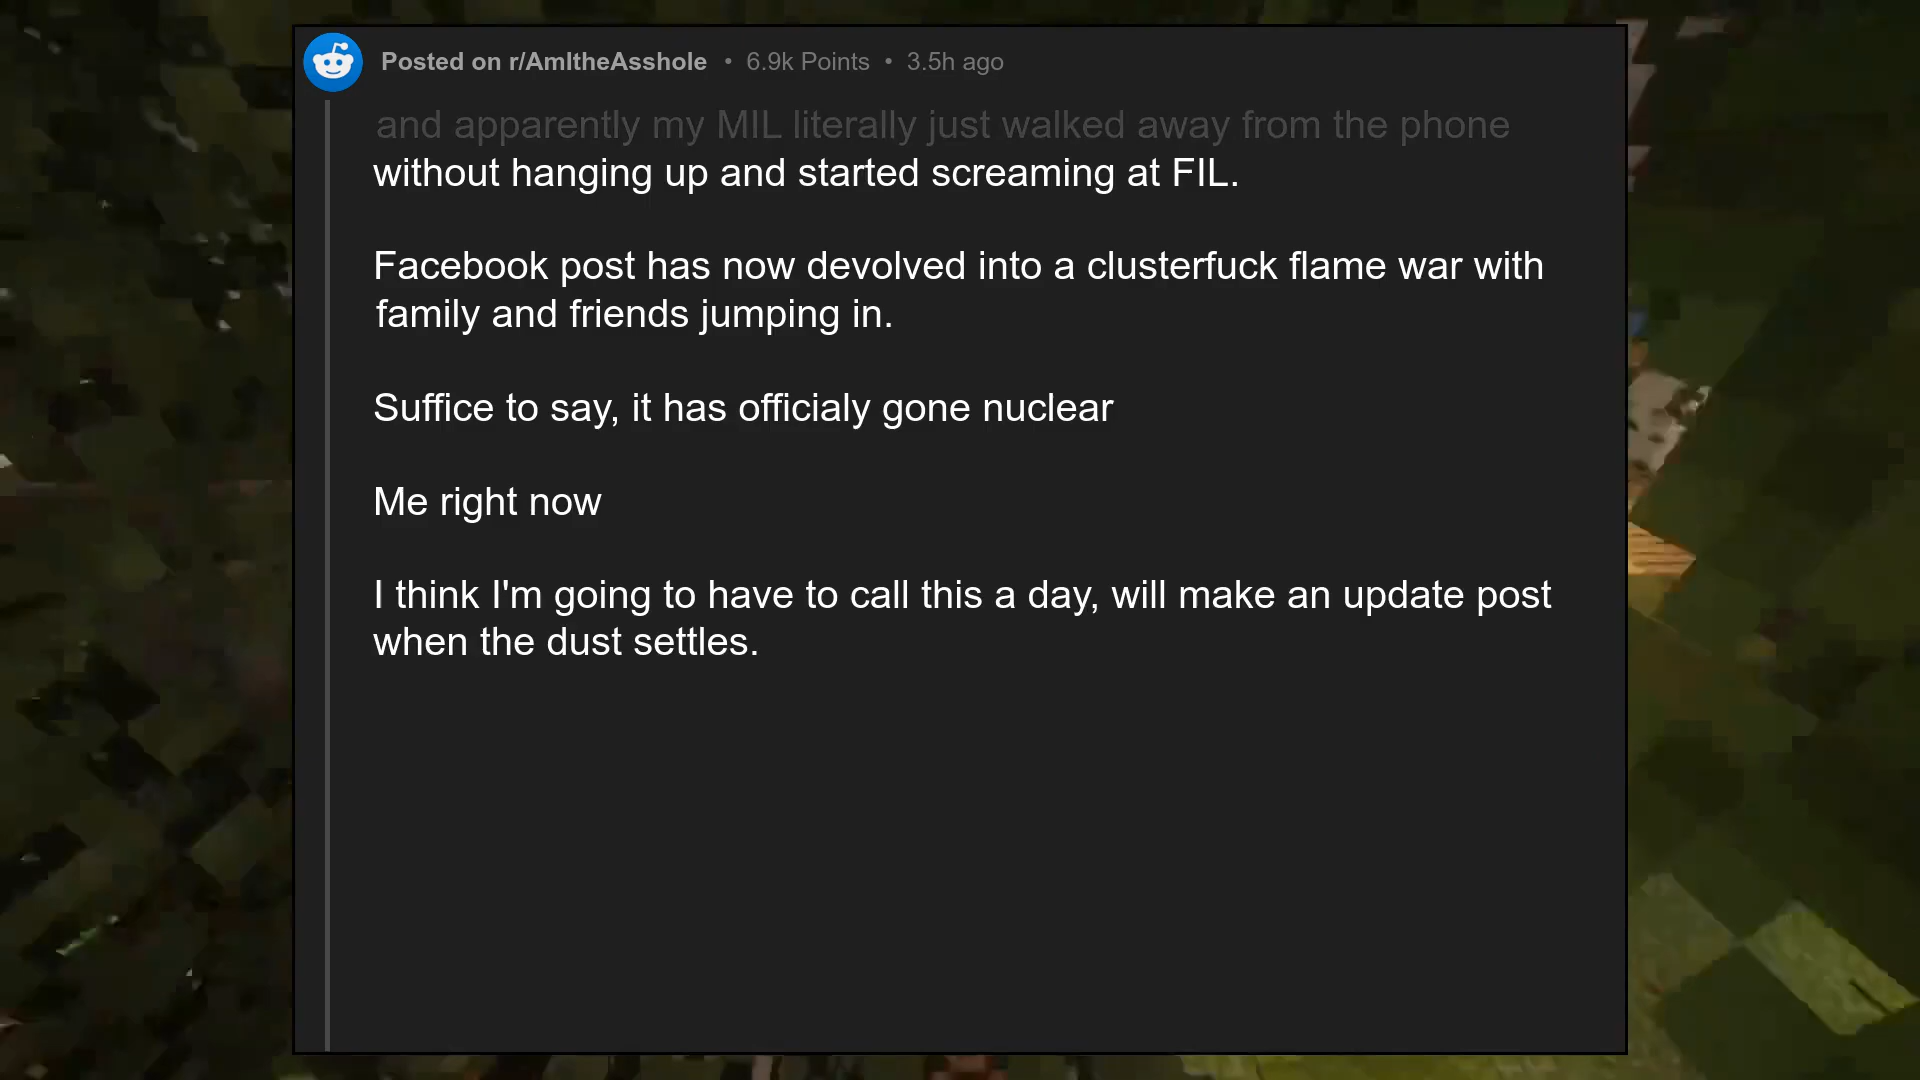 Posted on r/AmItheAsshole • 6.9k Points • 3.5h ago
and apparently my MIL literally just walked away from the phone
without hanging up and started screaming at FIL.
Facebook post has now devolved into a clusterfuck flame war with
family and friends jumping in.
Suffice to say, it has officialy gone nuclear
Me right now
I think I'm going to have to call this a day, will make an update post
when the dust settles.